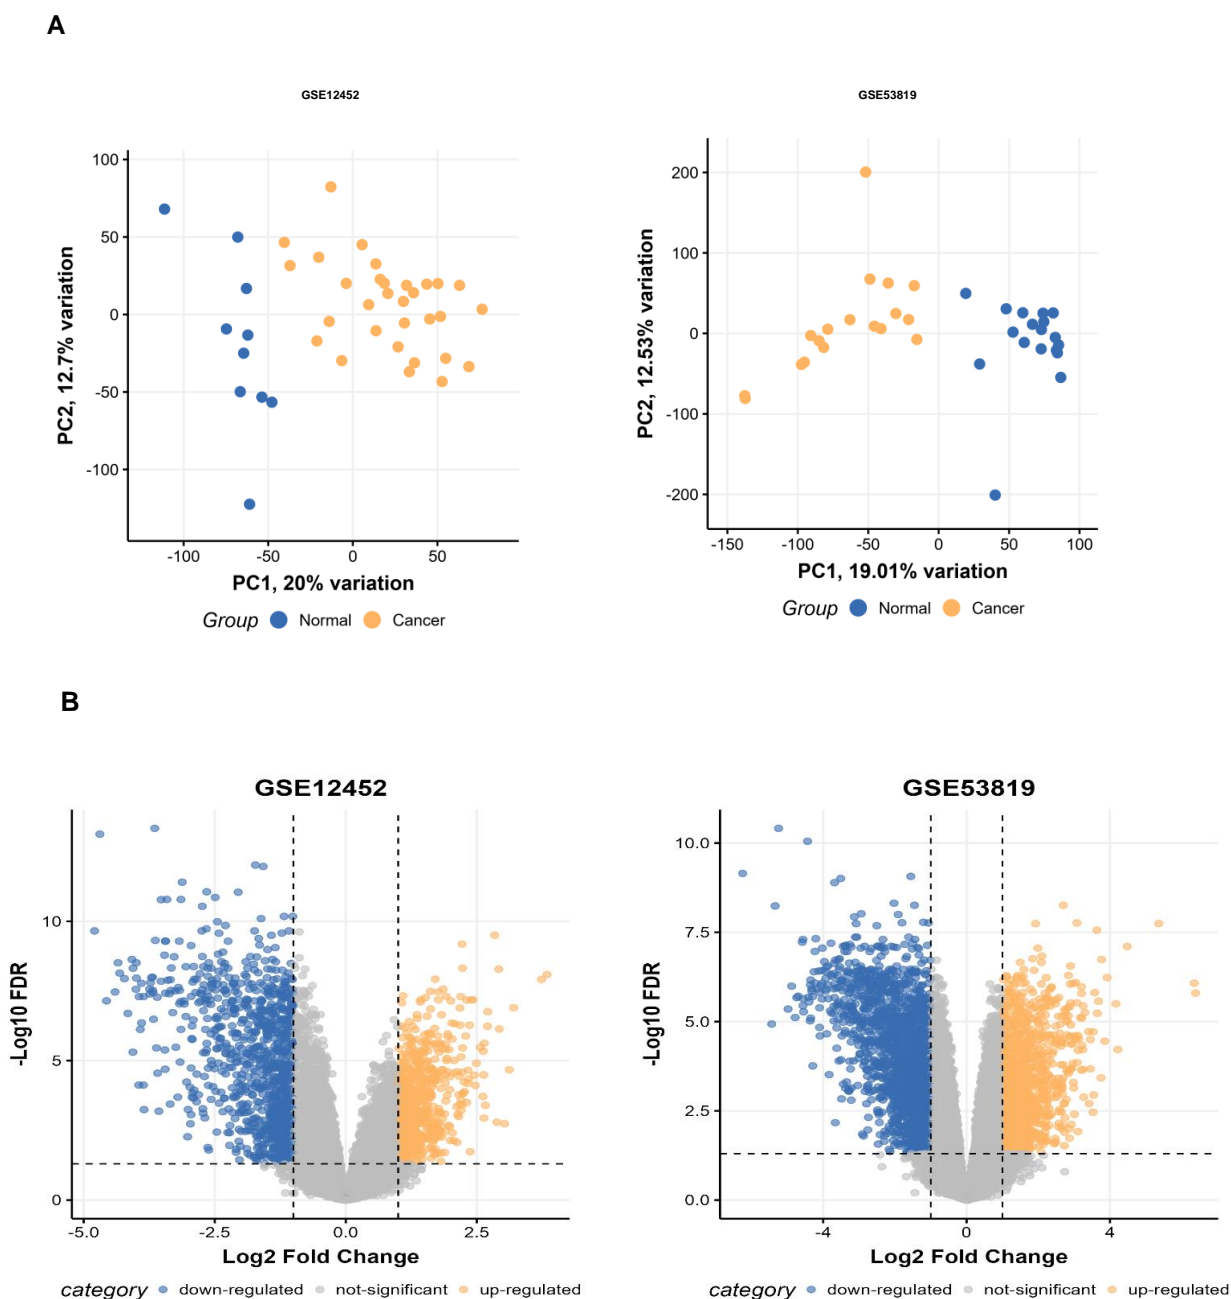 A
GSE12452
100
50
0
-50
-100
-100 -50 0 50
PC2, 12.7% variation
PC1, 20% variation
Group Normal Cancer
GSE53819
200
100
0
-100
-200
-150 -100 -50 0 50 100
PC2, 12.53% variation
PC1, 19.01% variation
Group Normal Cancer
B
GSE12452
10
5
0
-5.0 -2.5 0.0 2.5
-Log10 FDR
Log2 Fold Change
category down-regulated not-significant up-regulated
GSE53819
10.0
7.5
5.0
2.5
0.0
-4 0 4
-Log10 FDR
Log2 Fold Change
category down-regulated not-significant up-regulated